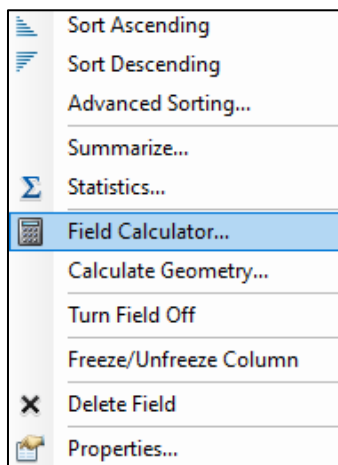 Sort Ascending
Sort Descending
Advanced Sorting...
Summarize...
Statistics...
Field Calculator...
Calculate Geometry...
Turn Field Off
Freeze/Unfreeze Column
Delete Field
Properties...